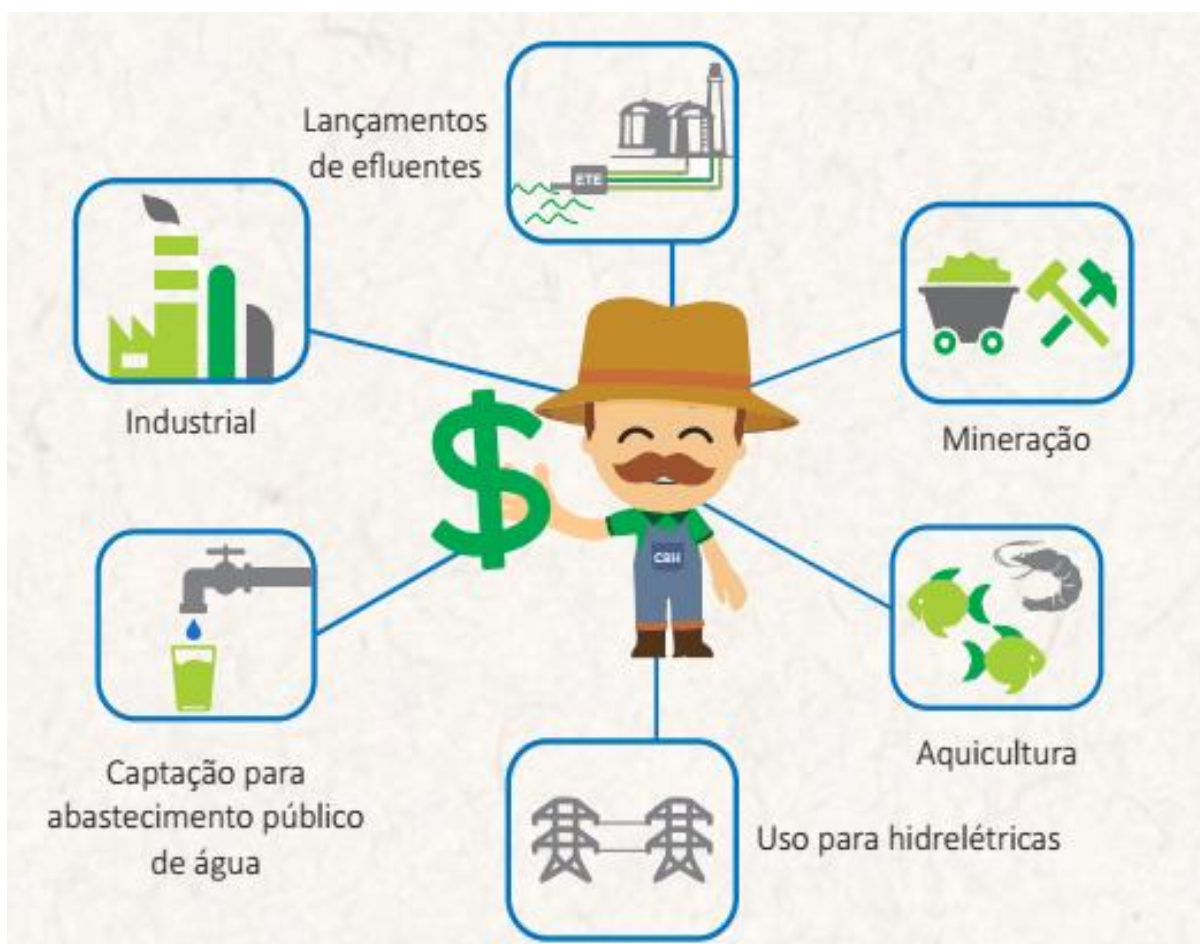 Lançamentos
de efluentes
ETE
Industrial
Mineração
$
CBH
Captação para
abastecimento público
de água
Aquicultura
Uso para hidrelétricas